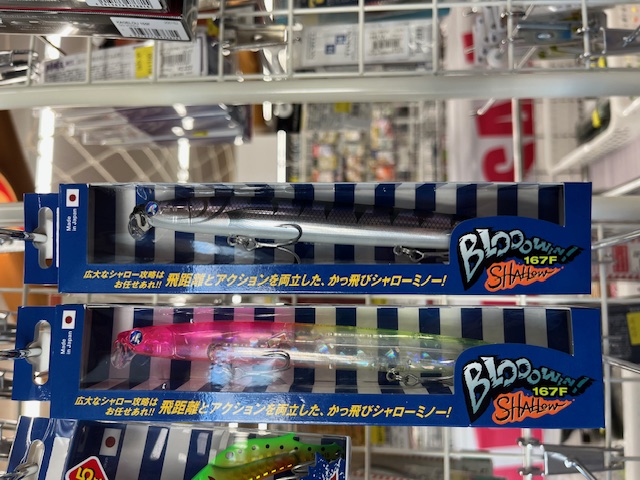 Made
in Japan
BLOOOWIN!
167F
SHALLOW
広大なシャロー攻略は
お任せあれ!!
飛距離とアクションを両立した、かっ飛びシャローミノー!
Made
in Japan
BLOOOWIN!
167F
SHALLOW
広大なシャロー攻略は
お任せあれ!!
飛距離とアクションを両立した、かっ飛びシャローミノー!